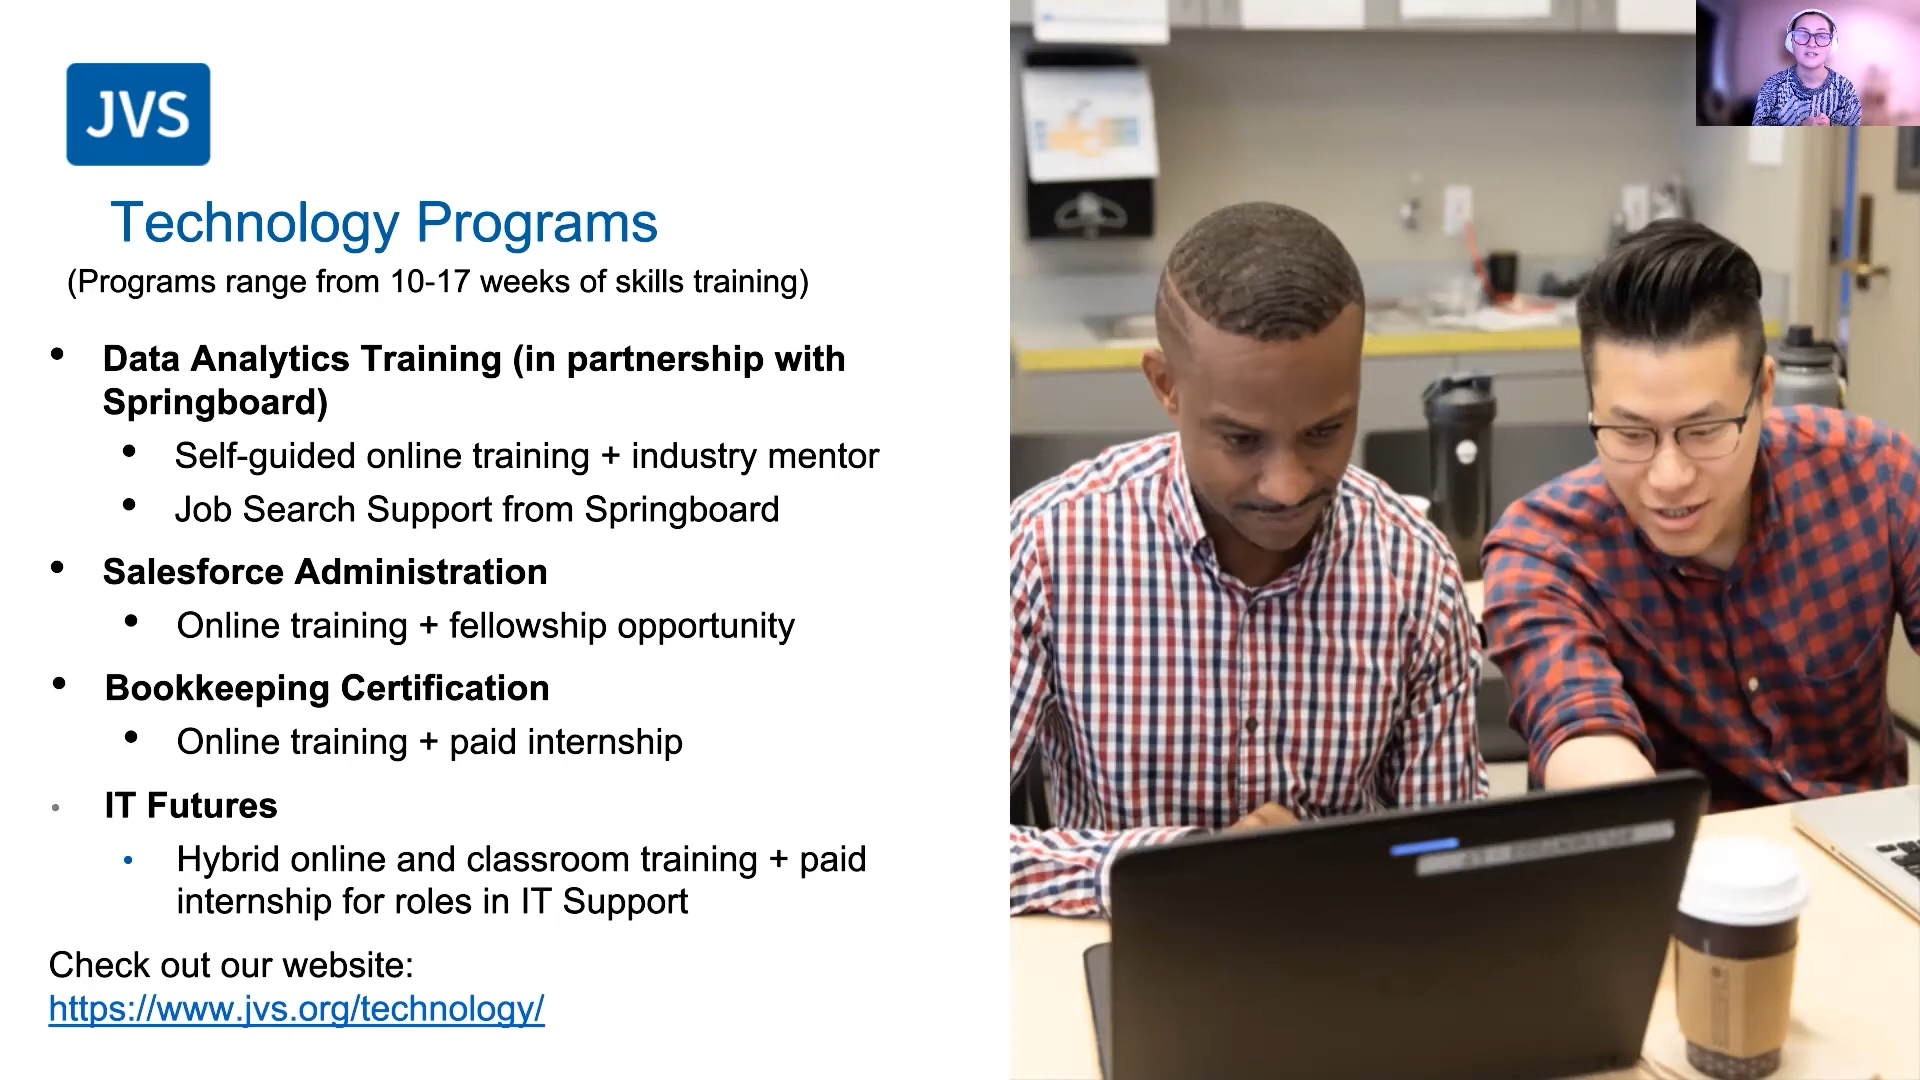 JVS
Technology Programs
(Programs range from 10-17 weeks of skills training)
• Data Analytics Training (in partnership with
Springboard)
• Self-guided online training + industry mentor
• Job Search Support from Springboard
• Salesforce Administration
• Online training + fellowship opportunity
• Bookkeeping Certification
• Online training + paid internship
• IT Futures
• Hybrid online and classroom training + paid
internship for roles in IT Support
Check out our website:
https://www.jvs.org/technology/